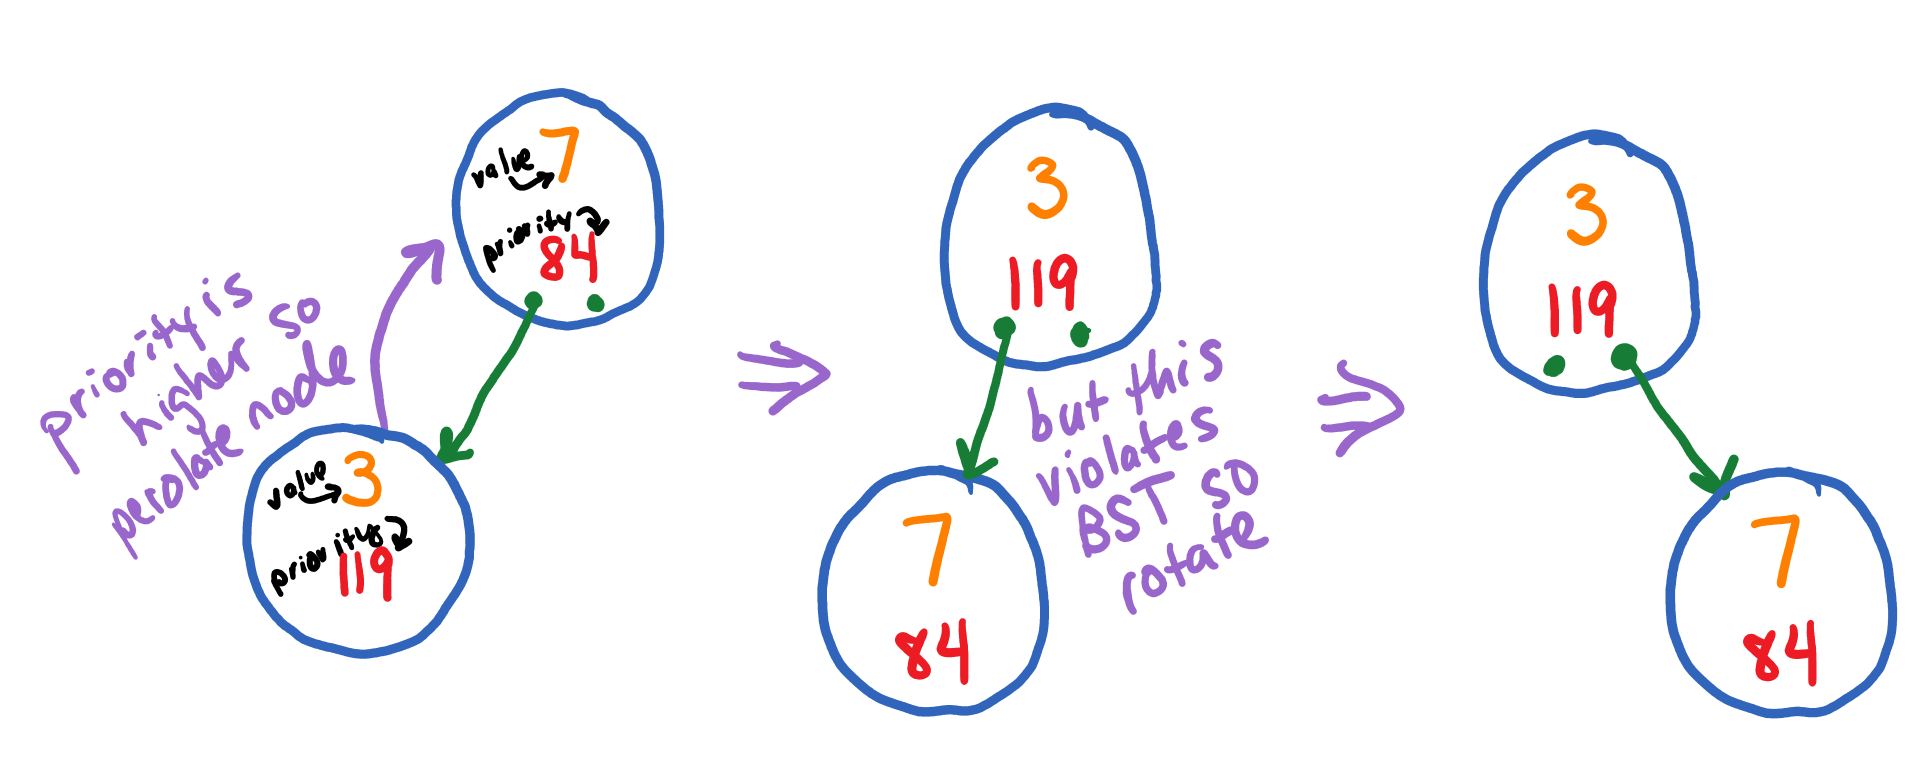 value 7
priority
84
priority is
higher so
perolate node
value 3
priority
119
3
119
but this
violates
BST so
rotate
7
84
3
119
7
84